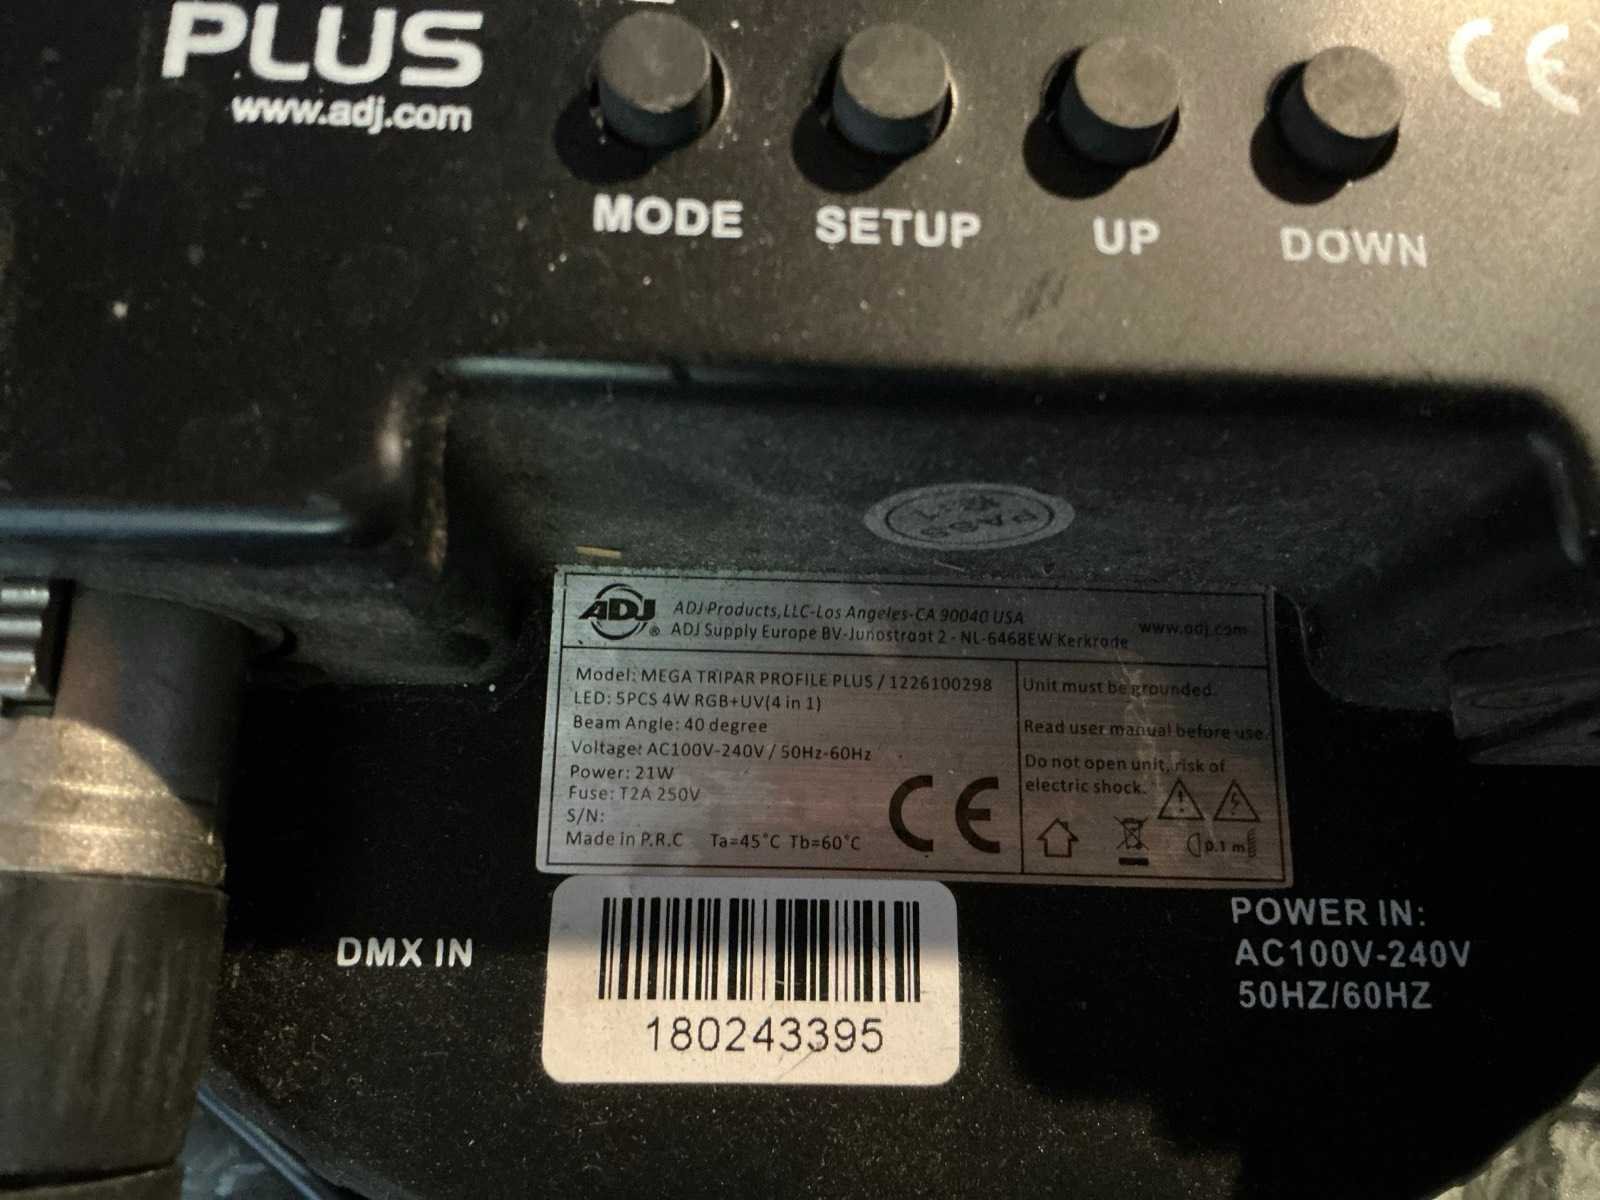 PLUS
www.adj.com
MODE
SETUP
UP
DOWN
CE
PASS
ADJ®
ADJ Products,LLC-Los Angeles-CA 90040 USA
ADJ Supply Europe BV-Junostraat 2 - NL-6468EW Kerkrade
www.adj.com
Model: MEGA TRIPAR PROFILE PLUS / 1226100298
LED: 5PCS 4W RGB+UV(4 in 1)
Beam Angle: 40 degree
Voltage: AC100V-240V / 50Hz-60Hz
Power: 21W
Fuse: T2A 250V
S/N:
Made in P.R.C Ta=45°C Tb=60°C
CE
Unit must be grounded.
Read user manual before use.
Do not open unit, risk of
electric shock.
0.1 m
DMX IN
180243395
POWER IN:
AC100V-240V
50HZ/60HZ